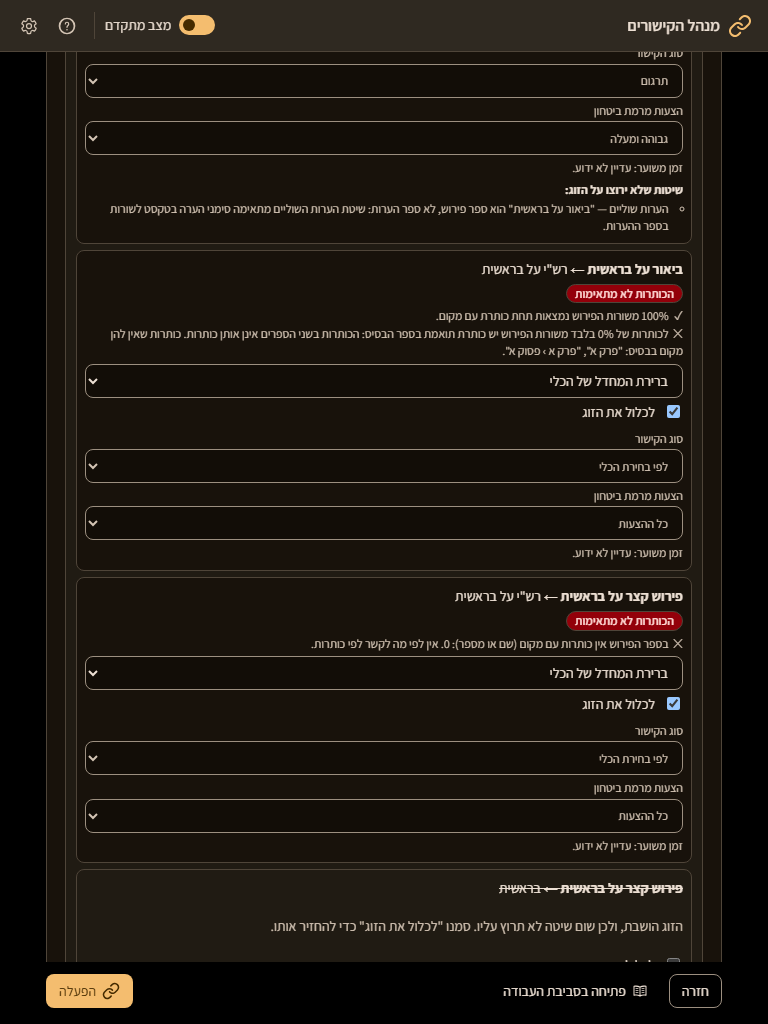 מנהל הקישורים
מצב מתקדם
סוג הקישור
תרגום
הצעות מרמת ביטחון
גבוהה ומעלה
זמן משוער: עדיין לא ידוע.
שיטות שלא ירוצו על הזוג:
הערות שוליים — "ביאור על בראשית" הוא ספר פירוש, לא ספר הערות: שיטת הערות השוליים מתאימה סימני הערה בטקסט לשורות
בספר ההערות.
ביאור על בראשית ← רש"י על בראשית
הכותרות לא מתאימות
✓ 100% משורות הפירוש נמצאות תחת כותרת עם מקום.
✕ לכותרות של 0% בלבד משורות הפירוש יש כותרת תואמת בספר הבסיס: הכותרות בשני הספרים אינן אותן כותרות. כותרות שאין להן
מקום בבסיס: "פרק א", "פרק א › פסוק א".
ברירת המחדל של הכלי
לכלול את הזוג
סוג הקישור
לפי בחירת הכלי
הצעות מרמת ביטחון
כל ההצעות
זמן משוער: עדיין לא ידוע.
פירוש קצר על בראשית ← רש"י על בראשית
הכותרות לא מתאימות
✕ בספר הפירוש אין כותרות עם מקום (שם או מספר): 0. אין לפי מה לקשר לפי כותרות.
ברירת המחדל של הכלי
לכלול את הזוג
סוג הקישור
לפי בחירת הכלי
הצעות מרמת ביטחון
כל ההצעות
זמן משוער: עדיין לא ידוע.
פירוש קצר על בראשית ← בראשית
הזוג הושבת, ולכן שום שיטה לא תרוץ עליו. סמנו "לכלול את הזוג" כדי להחזיר אותו.
חזרה
פתיחה בסביבת העבודה
הפעלה